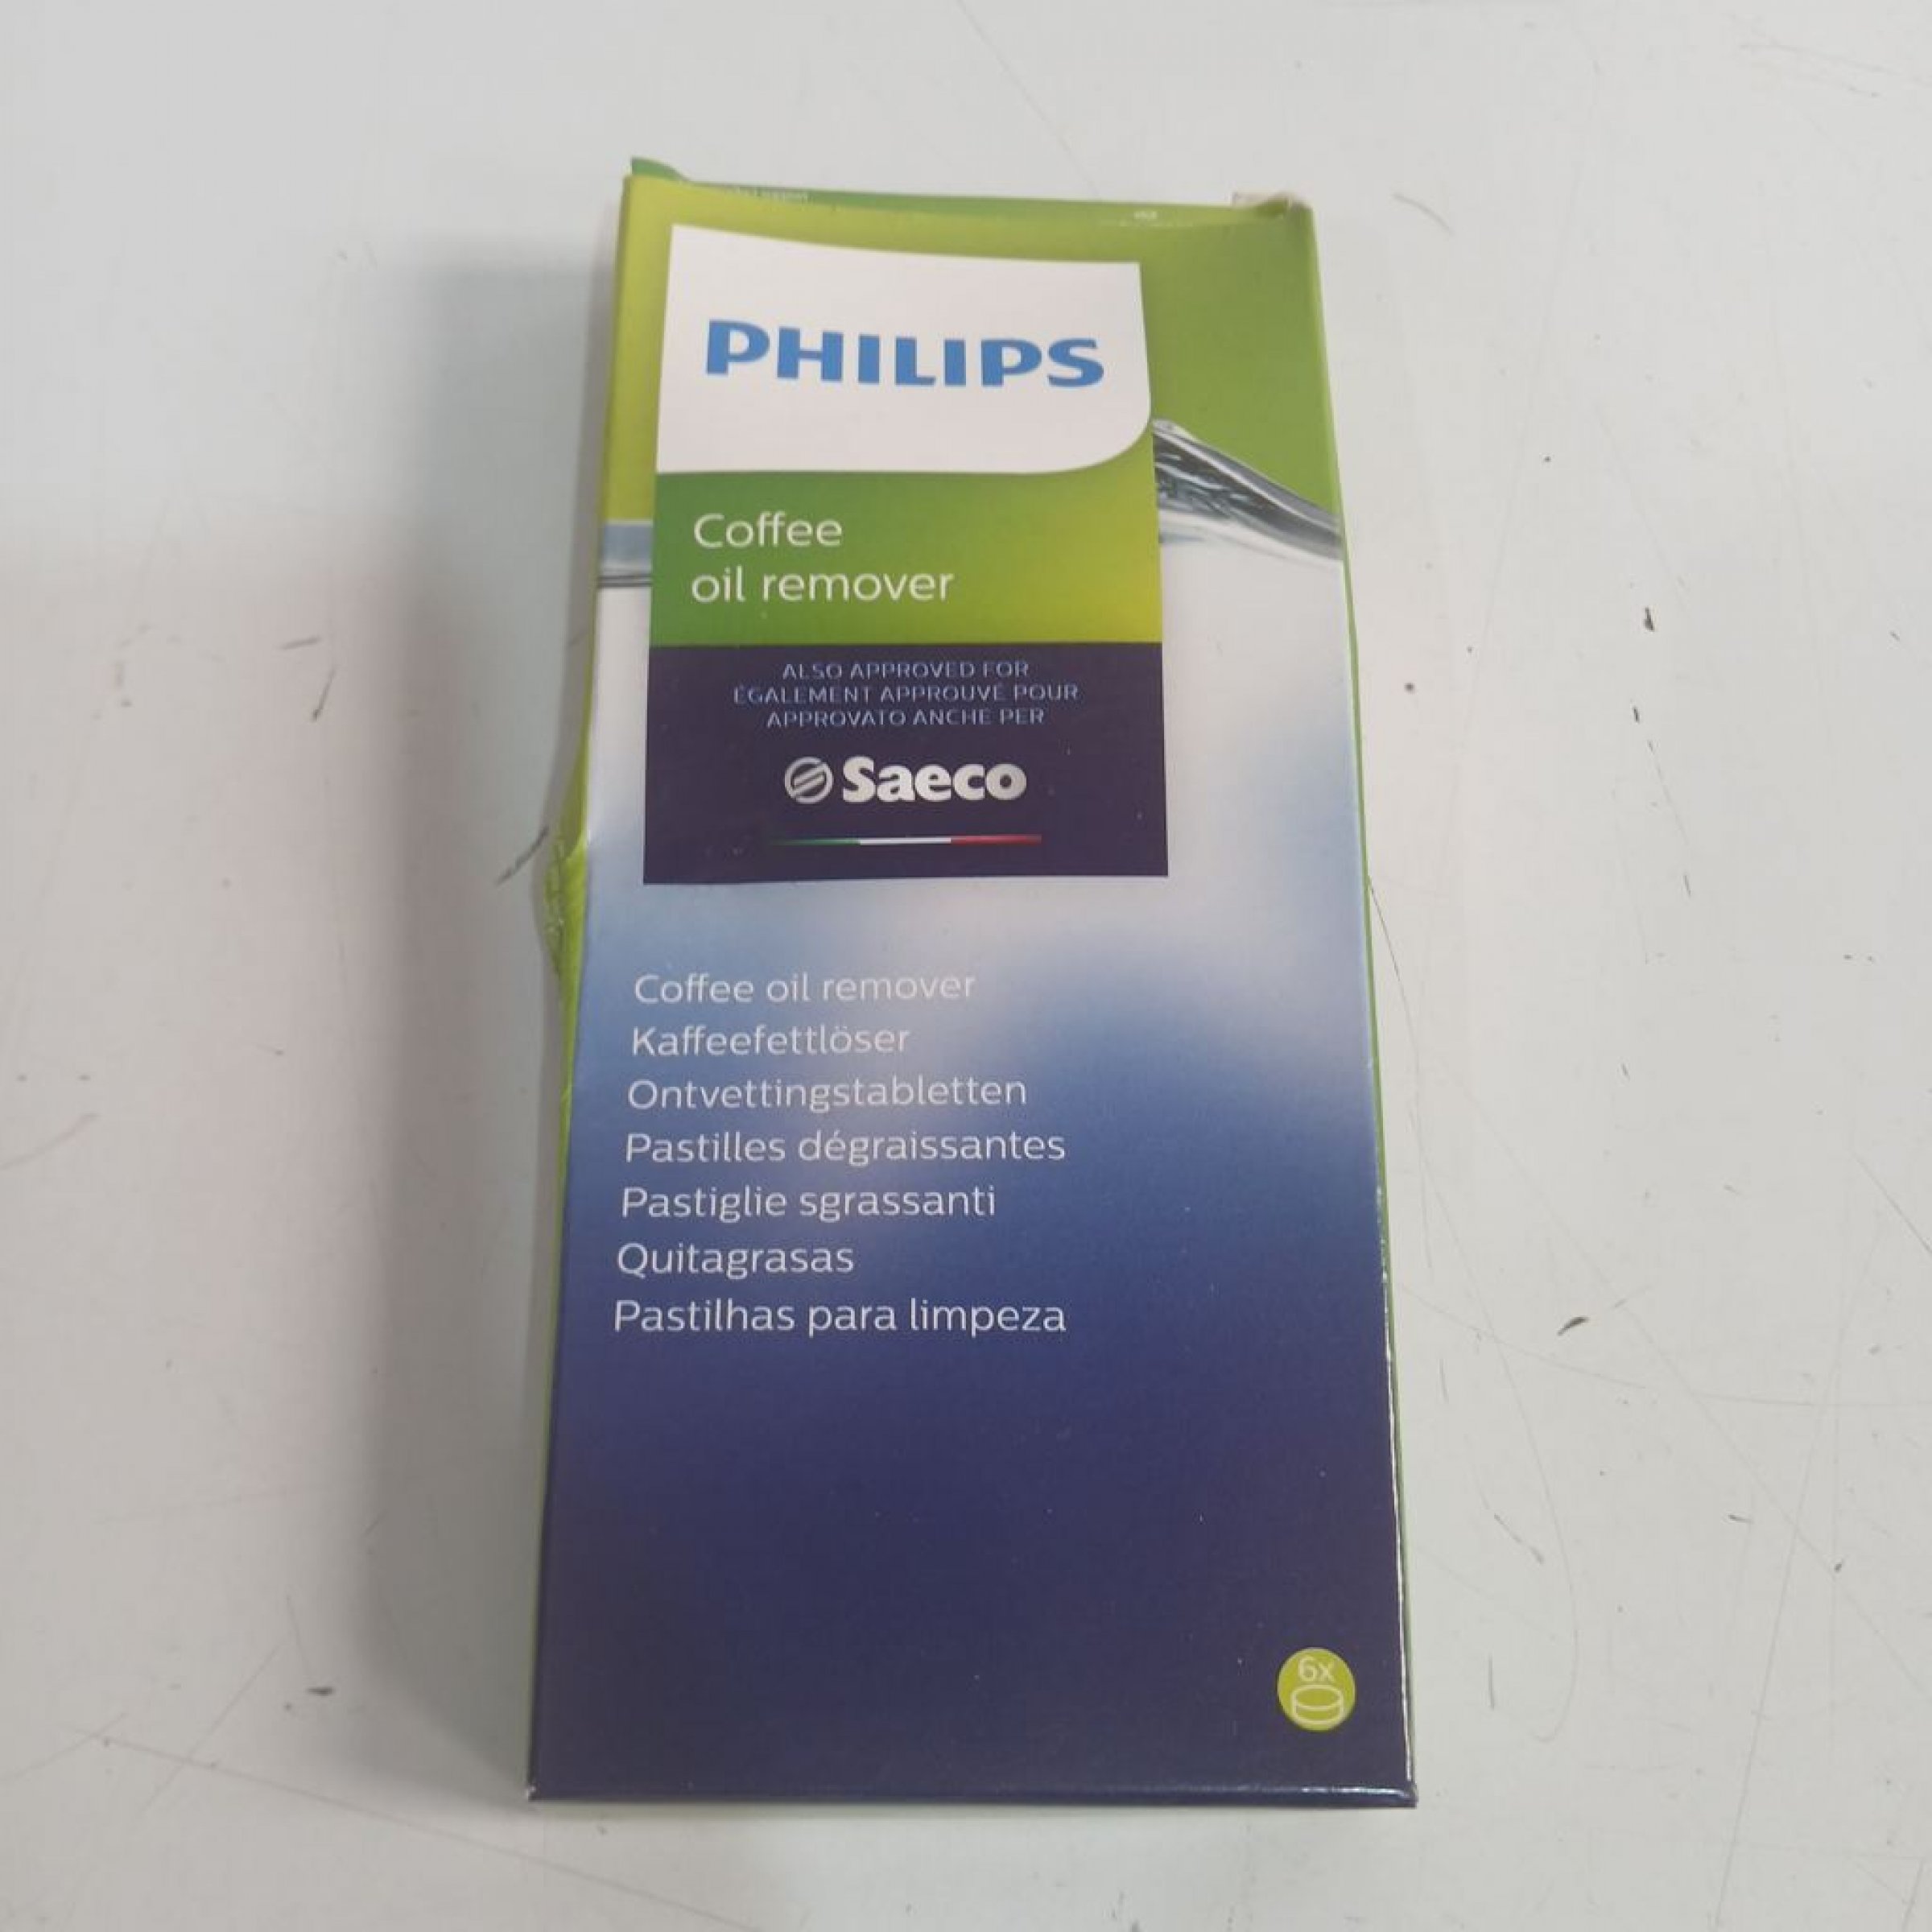 PHILIPS
Coffee
oil remover
ALSO APPROVED FOR
ÉGALEMENT APPROUVÉ POUR
APPROVATO ANCHE PER
Saeco
Coffee oil remover
Kaffeefettlöser
Ontvettingstabletten
Pastilles dégraissantes
Pastiglie sgrassanti
Quitagrasas
Pastilhas para limpeza
6x